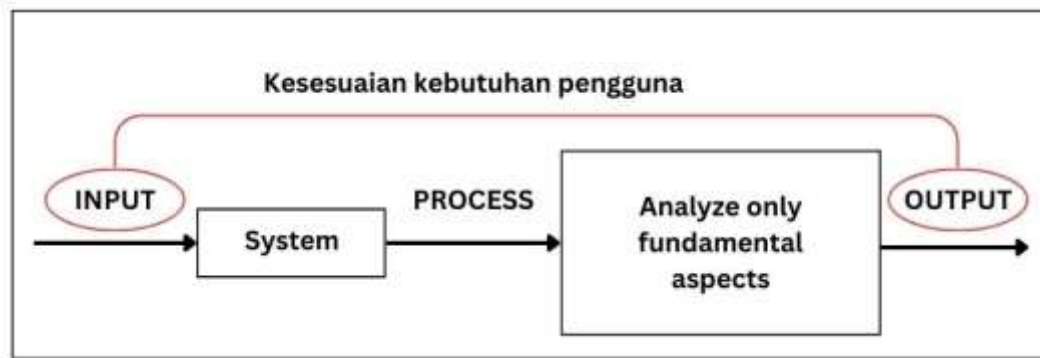 Kesesuaian kebutuhan pengguna
INPUT
System
PROCESS
Analyze only
fundamental
aspects
OUTPUT